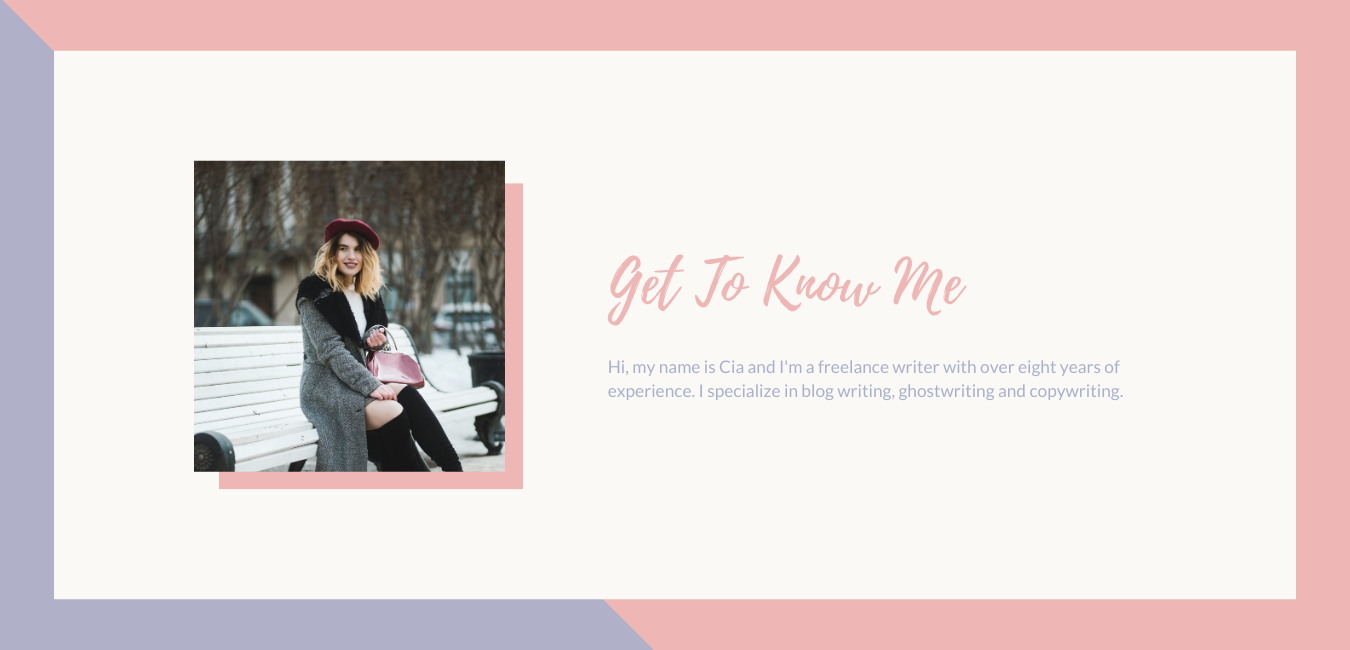 Get To Know Me
Hi, my name is Cia and I'm a freelance writer with over eight years of
experience. I specialize in blog writing, ghostwriting and copywriting.